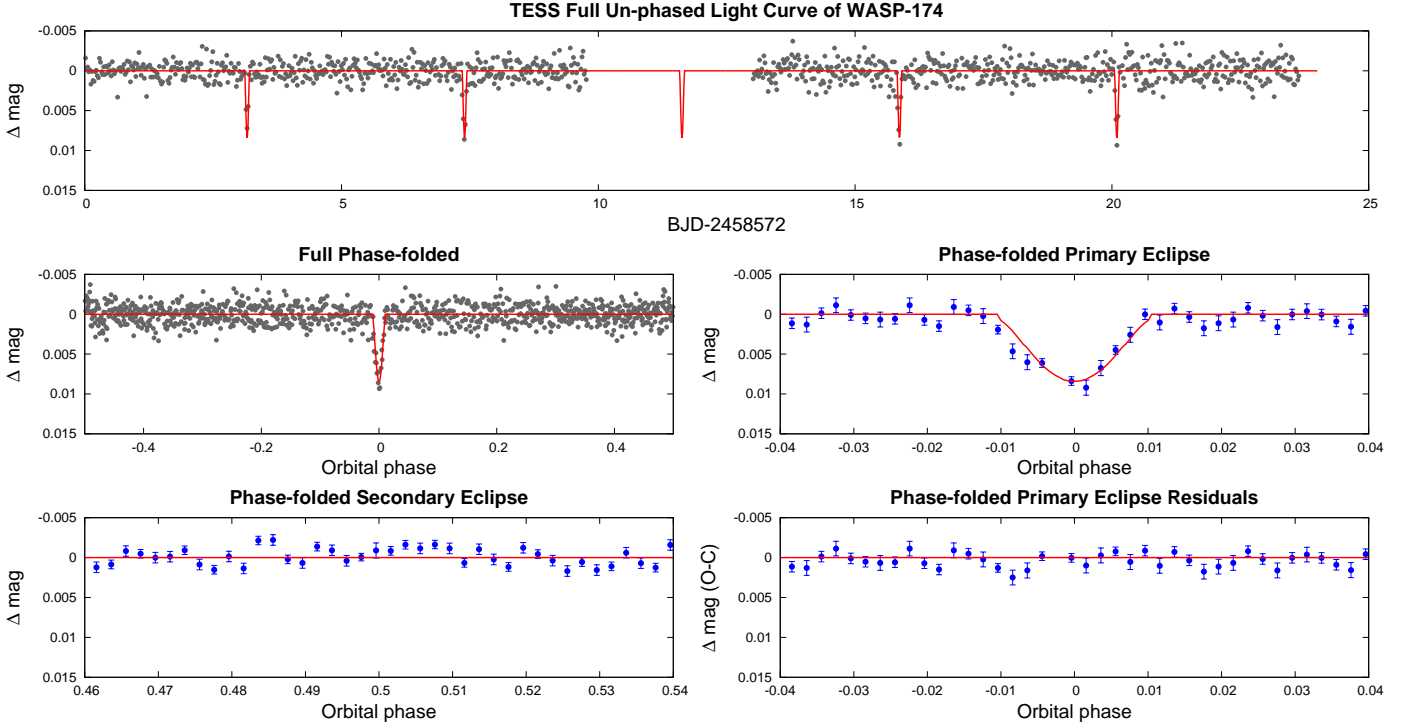 TESS Full Un-phased Light Curve of WASP-174
-0.005
0
0.005
0.01
0.015
Δ mag
0 5 10 15 20 25
BJD-2458572
Full Phase-folded
-0.005
0
0.005
0.01
0.015
Δ mag
-0.4 -0.2 0 0.2 0.4
Orbital phase
Phase-folded Primary Eclipse
-0.005
0
0.005
0.01
0.015
Δ mag
-0.04 -0.03 -0.02 -0.01 0 0.01 0.02 0.03 0.04
Orbital phase
Phase-folded Secondary Eclipse
-0.005
0
0.005
0.01
0.015
Δ mag
0.46 0.47 0.48 0.49 0.5 0.51 0.52 0.53 0.54
Orbital phase
Phase-folded Primary Eclipse Residuals
-0.005
0
0.005
0.01
0.015
Δ mag (O-C)
-0.04 -0.03 -0.02 -0.01 0 0.01 0.02 0.03 0.04
Orbital phase